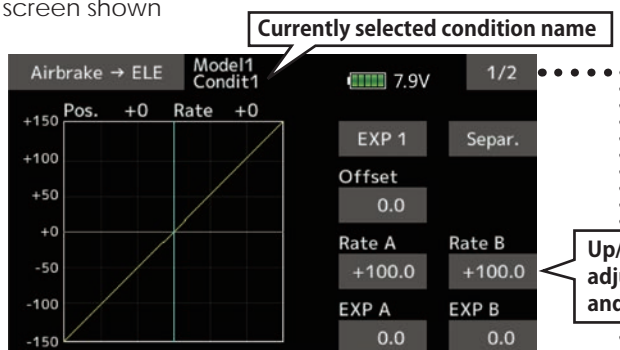 screen shown
Currently selected condition name
Airbrake → ELE
Model1
Condit1
7.9V
1/2
Pos. +0 Rate +0
+150
+100
+50
+0
-50
-100
-150
EXP 1
Separ.
Offset
0.0
Rate A
Rate B
+100.0
+100.0
EXP A
EXP B
0.0
0.0
Up/
adju
and